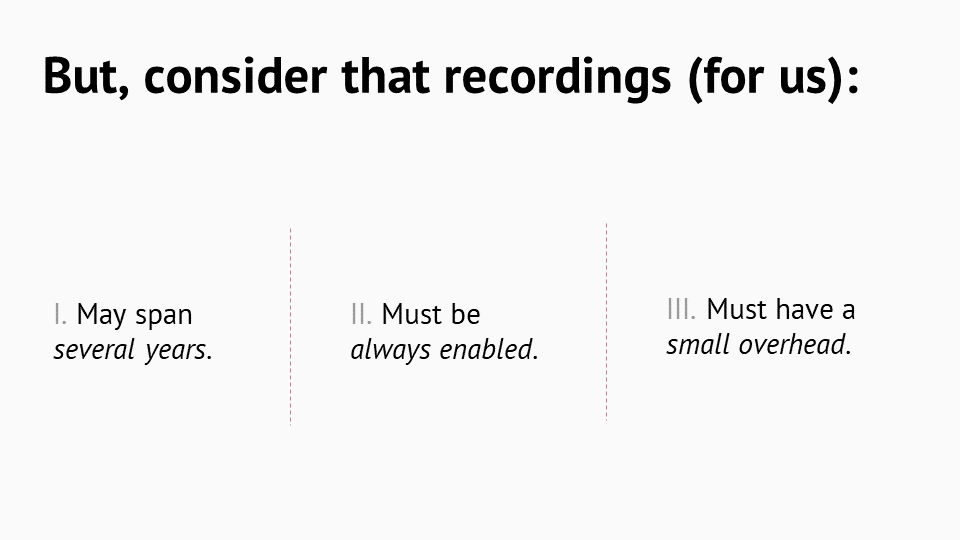 But, consider that recordings (for us):
I. May span
several years.
II. Must be
always enabled.
III. Must have a
small overhead.